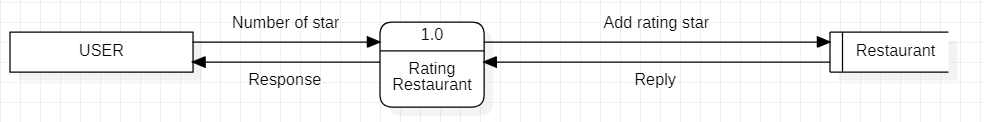 Number of star
Add rating star
1.0
USER
Restaurant
Rating
Restaurant
Response
Reply